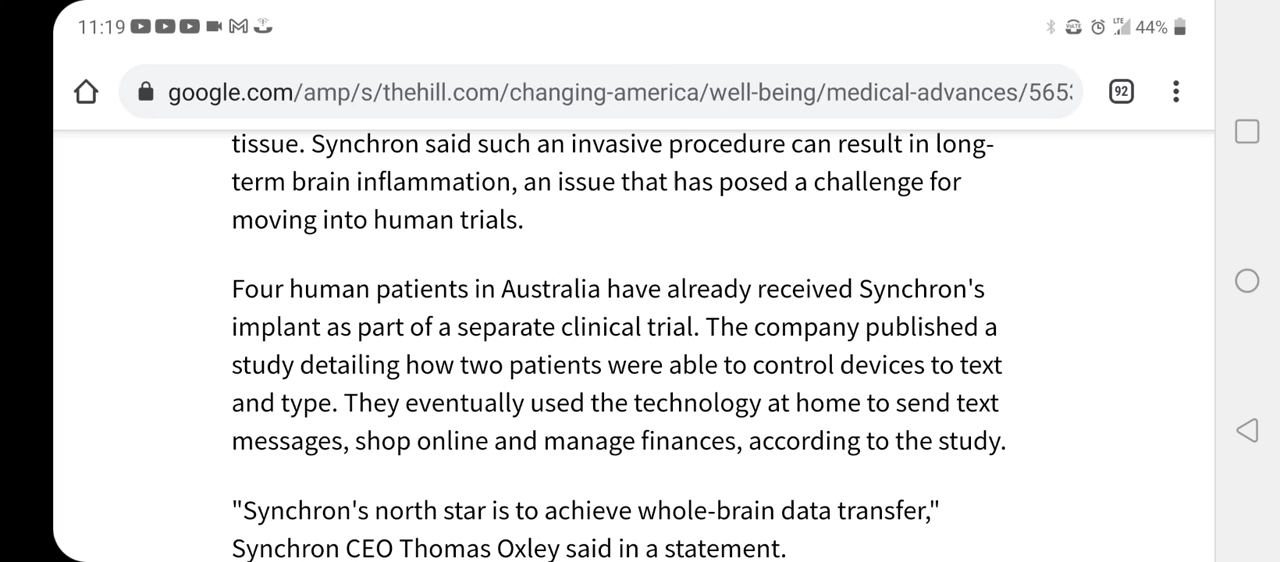 11:19
LTE 44%
google.com/amp/s/thehill.com/changing-america/well-being/medical-advances/565
92
tissue. Synchron said such an invasive procedure can result in long-
term brain inflammation, an issue that has posed a challenge for
moving into human trials.
Four human patients in Australia have already received Synchron's
implant as part of a separate clinical trial. The company published a
study detailing how two patients were able to control devices to text
and type. They eventually used the technology at home to send text
messages, shop online and manage finances, according to the study.
"Synchron's north star is to achieve whole-brain data transfer,"
Synchron CEO Thomas Oxley said in a statement.